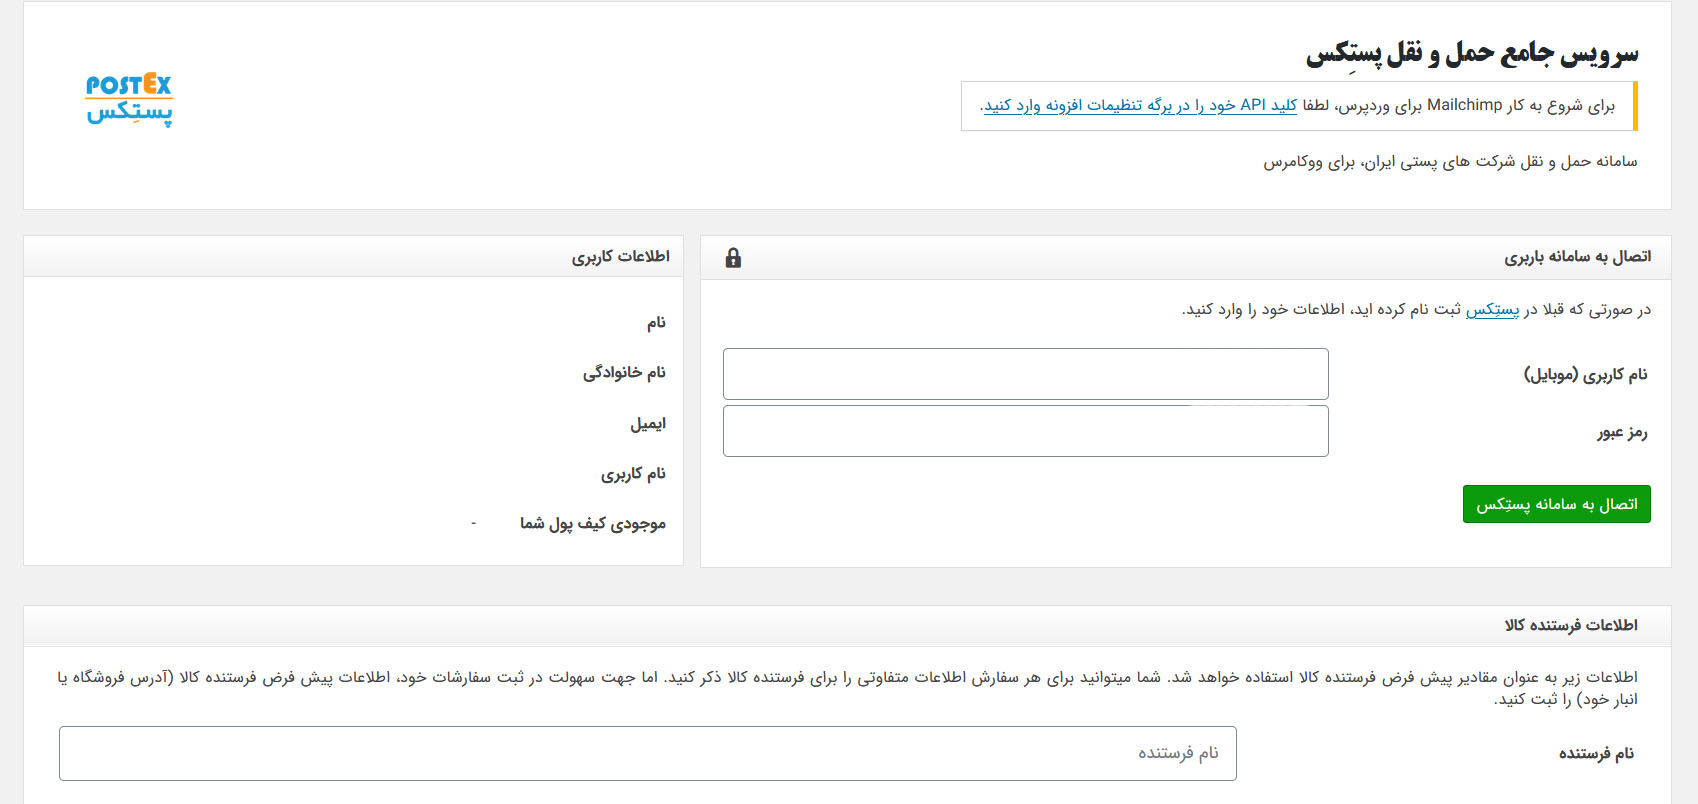 سرویس جامع حمل و نقل پستِکس
POSTEX
پستِکس
برای شروع به کار Mailchimp برای وردپرس، لطفا کلید API خود را در برگه تنظیمات افزونه وارد کنید.
سامانه حمل و نقل شرکت های پستی ایران، برای ووکامرس
اتصال به سامانه باربری
در صورتی که قبلا در پستِکس ثبت نام کرده اید، اطلاعات خود را وارد کنید.
نام کاربری (موبایل)
رمز عبور
اتصال به سامانه پستِکس
اطلاعات کاربری
نام
نام خانوادگی
ایمیل
نام کاربری
موجودی کیف پول شما -
اطلاعات فرستنده کالا
اطلاعات زیر به عنوان مقادیر پیش فرض فرستنده کالا استفاده خواهد شد. شما میتوانید برای هر سفارش اطلاعات متفاوتی را برای فرستنده کالا ذکر کنید. اما جهت سهولت در ثبت سفارشات خود، اطلاعات پیش فرض فرستنده کالا (آدرس فروشگاه یا
انبار خود) را ثبت کنید.
نام فرستنده
نام فرستنده